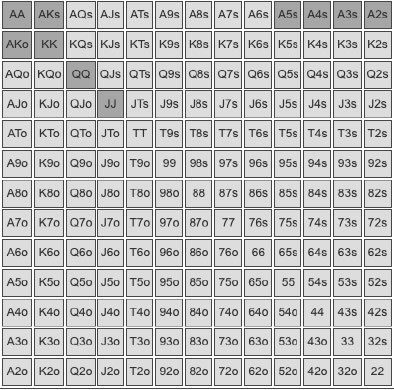 AA AKs AQs AJs ATs A9s A8s A7s A6s A5s A4s A3s A2s
AKo KK KQs KJs KTs K9s K8s K7s K6s K5s K4s K3s K2s
AQo KQo QQ QJs QTs Q9s Q8s Q7s Q6s Q5s Q4s Q3s Q2s
AJo KJo QJo JJ JTs J9s J8s J7s J6s J5s J4s J3s J2s
ATo KTo QTo JTo TT T9s T8s T7s T6s T5s T4s T3s T2s
A9o K9o Q9o J9o T9o 99 98s 97s 96s 95s 94s 93s 92s
A8o K8o Q8o J8o T8o 98o 88 87s 86s 85s 84s 83s 82s
A7o K7o Q7o J7o T7o 97o 87o 77 76s 75s 74s 73s 72s
A6o K6o Q6o J6o T6o 96o 86o 76o 66 65s 64s 63s 62s
A5o K5o Q5o J5o T5o 95o 85o 75o 65o 55 54s 53s 52s
A4o K4o Q4o J4o T4o 94o 84o 74o 64o 54o 44 43s 42s
A3o K3o Q3o J3o T3o 93o 83o 73o 63o 53o 43o 33 32s
A2o K2o Q2o J2o T2o 92o 82o 72o 62o 52o 42o 32o 22